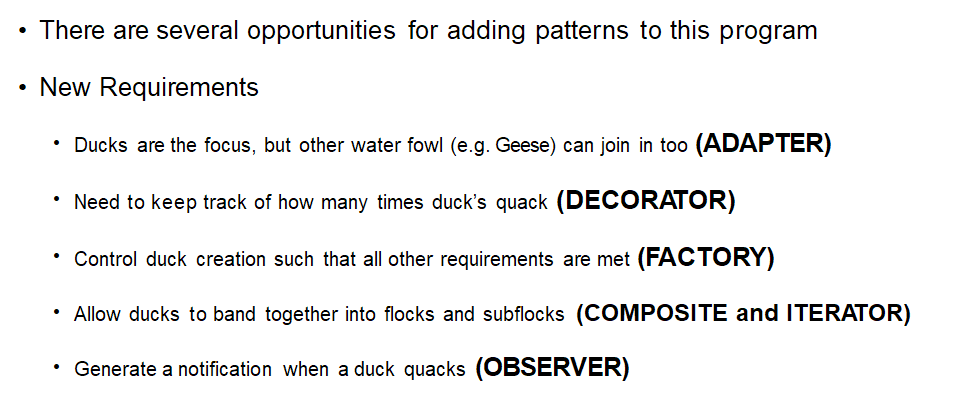 • There are several opportunities for adding patterns to this program
• New Requirements
• Ducks are the focus, but other water fowl (e.g. Geese) can join in too (ADAPTER)
• Need to keep track of how many times duck’s quack (DECORATOR)
• Control duck creation such that all other requirements are met (FACTORY)
• Allow ducks to band together into flocks and subflocks (COMPOSITE and ITERATOR)
• Generate a notification when a duck quacks (OBSERVER)